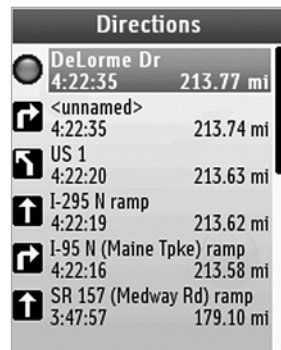 Directions
DeLorme Dr
4:22:35 213.77 mi
<unnamed>
4:22:35 213.74 mi
US 1
4:22:20 213.63 mi
I-295 N ramp
4:22:19 213.62 mi
I-95 N (Maine Tpke) ramp
4:22:16 213.58 mi
SR 157 (Medway Rd) ramp
3:47:57 179.10 mi